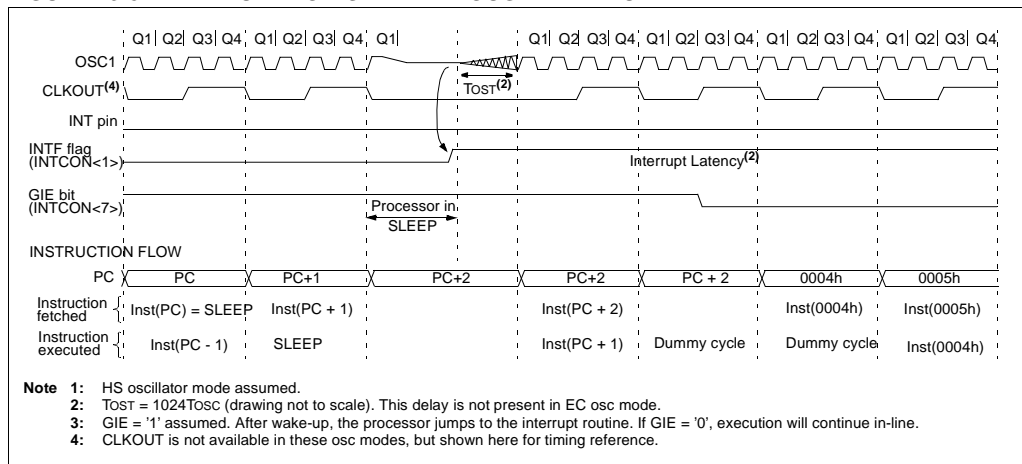 Q1 Q2 Q3 Q4 Q1 Q2 Q3 Q4 Q1 Q1 Q2 Q3 Q4 Q1 Q2 Q3 Q4 Q1 Q2 Q3 Q4 Q1 Q2 Q3 Q4
OSC1
TOST(2)
CLKOUT(4)
INT pin
INTF flag
(INTCON<1>)
Interrupt Latency(2)
GIE bit
(INTCON<7>)
Processor in
SLEEP
INSTRUCTION FLOW
PC PC PC+1 PC+2 PC+2 PC + 2 0004h 0005h
Instruction
fetched
Inst(PC) = SLEEP Inst(PC + 1) Inst(PC + 2) Inst(0004h) Inst(0005h)
Instruction
executed
Inst(PC - 1) SLEEP Inst(PC + 1) Dummy cycle Dummy cycle Inst(0004h)
Note 1: HS oscillator mode assumed.
2: TOST = 1024TOSC (drawing not to scale). This delay is not present in EC osc mode.
3: GIE = '1' assumed. After wake-up, the processor jumps to the interrupt routine. If GIE = '0', execution will continue in-line.
4: CLKOUT is not available in these osc modes, but shown here for timing reference.